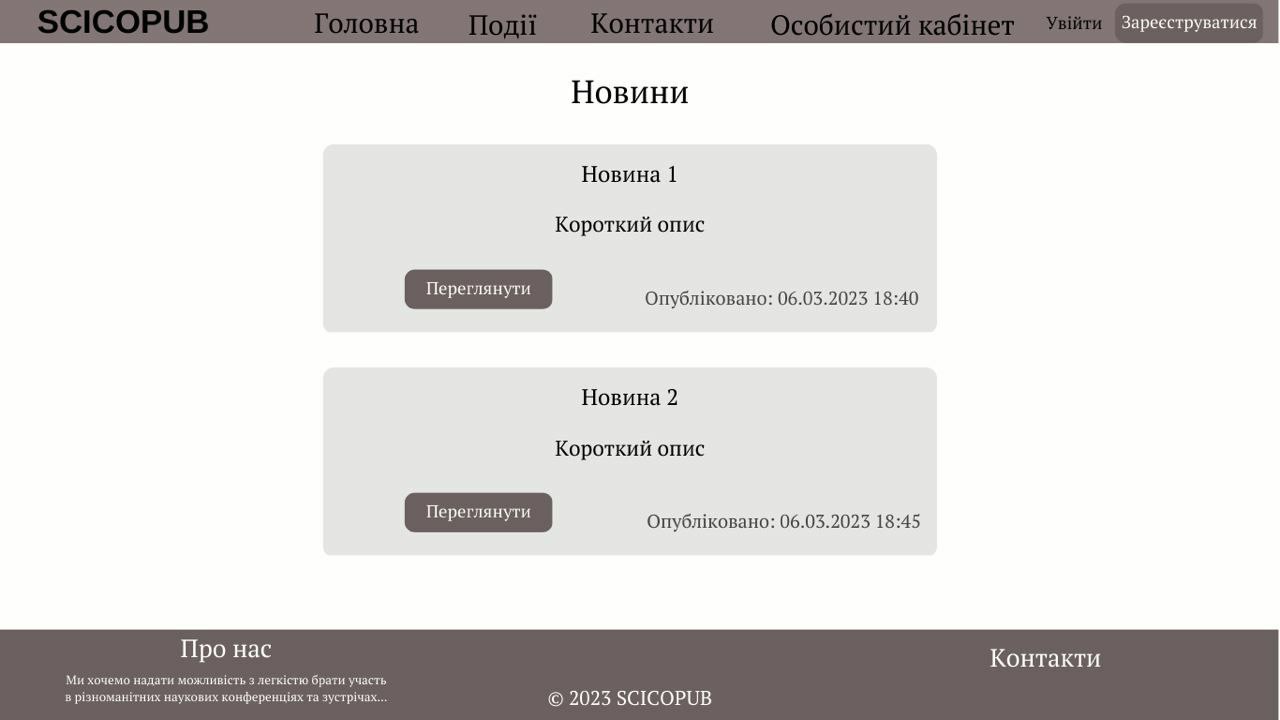 SCICOPUB
Головна
Події
Контакти
Особистий кабінет
Увійти
Зареєструватися
Новини
Новина 1
Короткий опис
Переглянути
Опубліковано: 06.03.2023 18:40
Новина 2
Короткий опис
Переглянути
Опубліковано: 06.03.2023 18:45
Про нас
Ми хочемо надати можливість з легкістю брати участь
в різноманітних наукових конференціях та зустрічах...
© 2023 SCICOPUB
Контакти